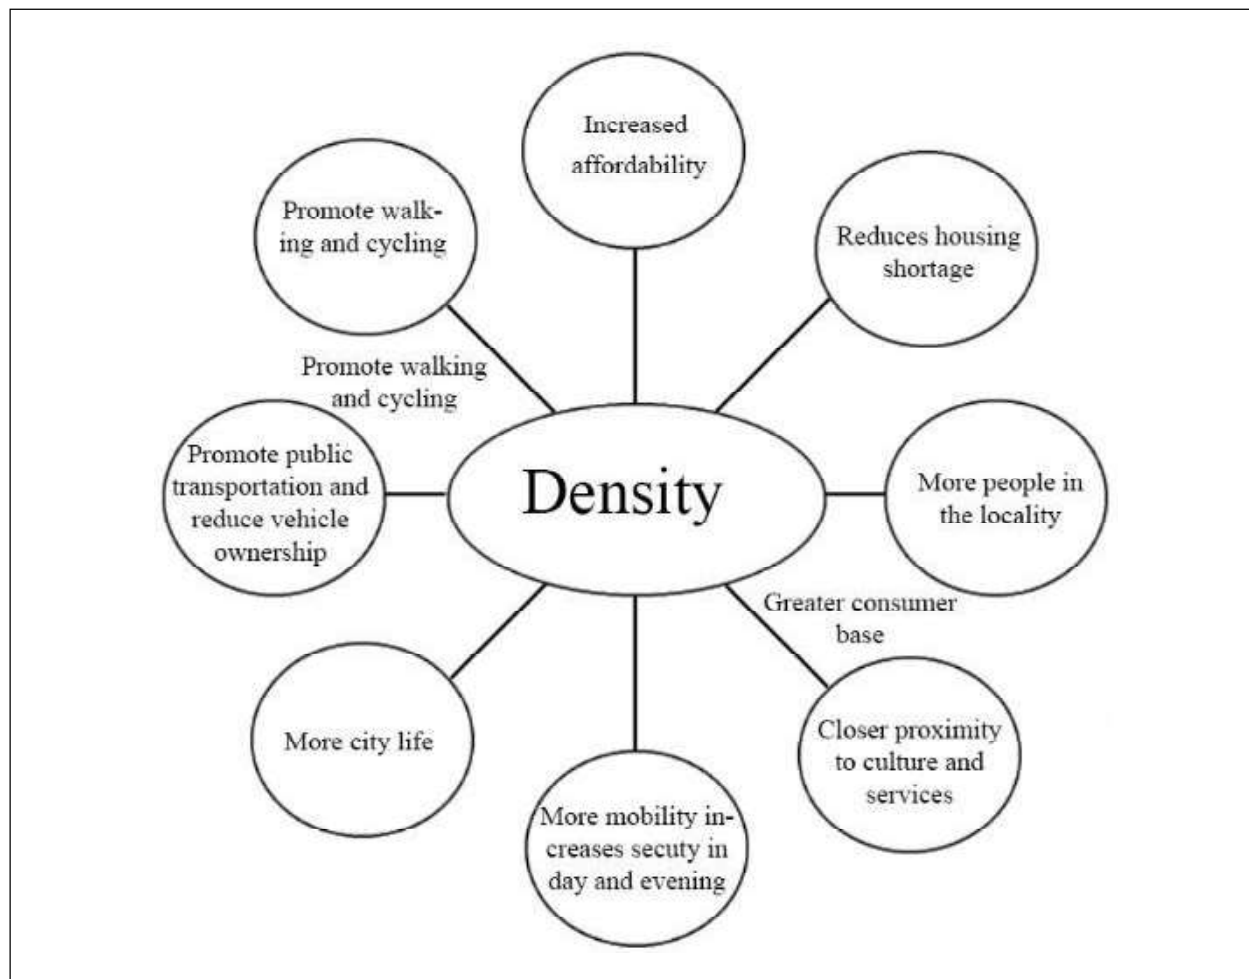 Increased
affordability
Promote walk-
ing and cycling
Reduces housing
shortage
Promote walking
and cycling
Promote public
transportation and
reduce vehicle
ownership
Density
More people in
the locality
Greater consumer
base
More city life
Closer proximity
to culture and
services
More mobility in-
creases secuty in
day and evening